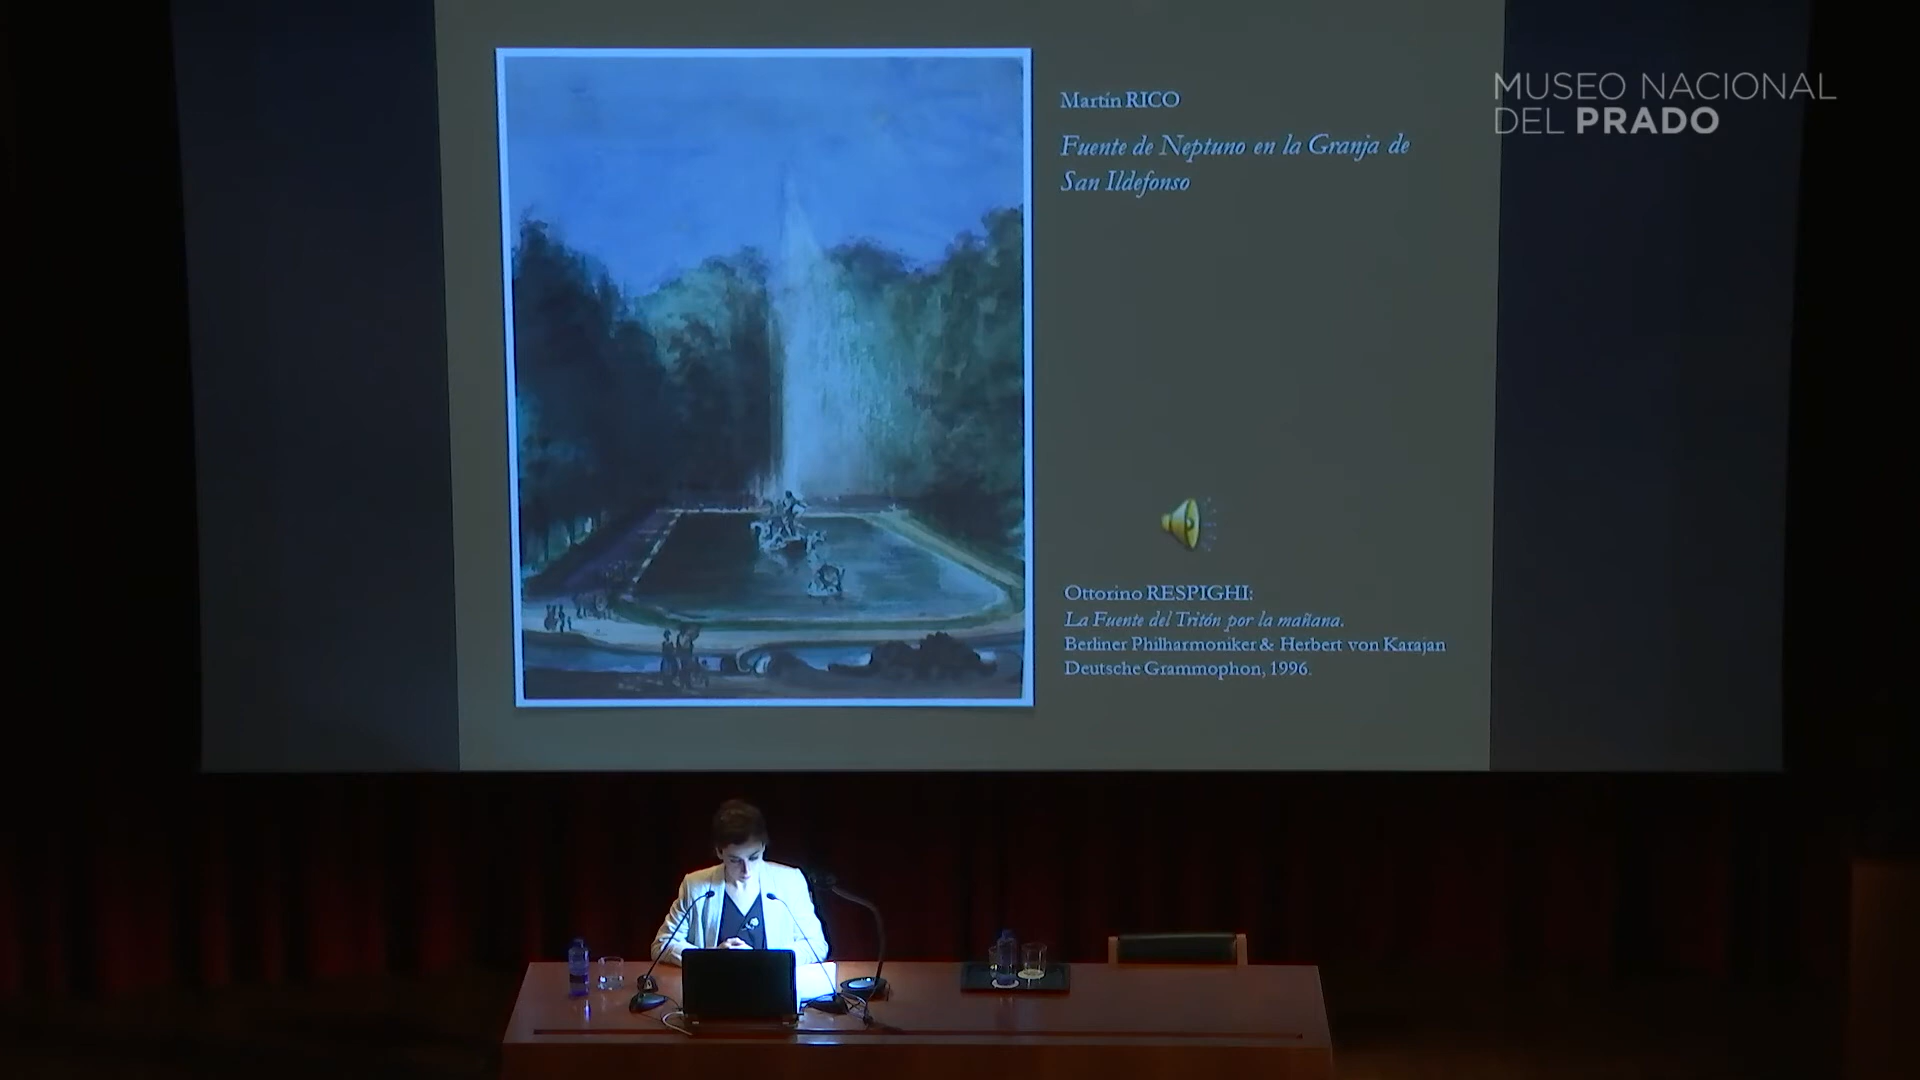 Martín RICO
Fuente de Neptuno en la Granja de
San Ildefonso
MUSEO NACIONAL
DEL PRADO
Ottorino RESPIGHI:
La Fuente del Tritón por la mañana.
Berliner Philharmoniker & Herbert von Karajan
Deutsche Grammophon, 1996.